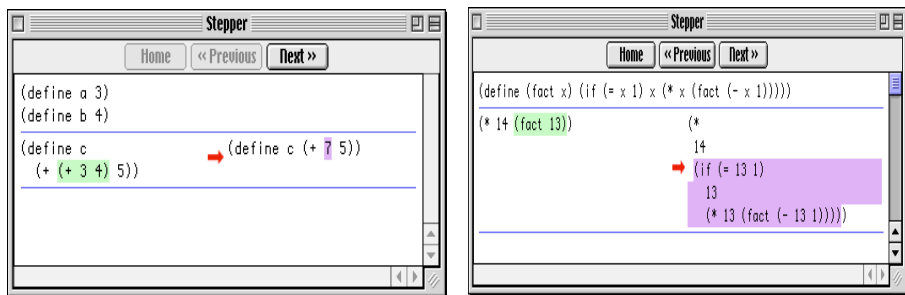 Stepper
Home
« Previous
Next »
(define a 3)
(define b 4)
(define c
(+ (+ 3 4) 5))
(define c (+ 7 5))
Stepper
Home
« Previous
Next »
(define (fact x) (if (= x 1) x (* x (fact (- x 1)))))
(* 14 (fact 13))
(*
14
(if (= 13 1)
13
(* 13 (fact (- 13 1)))))